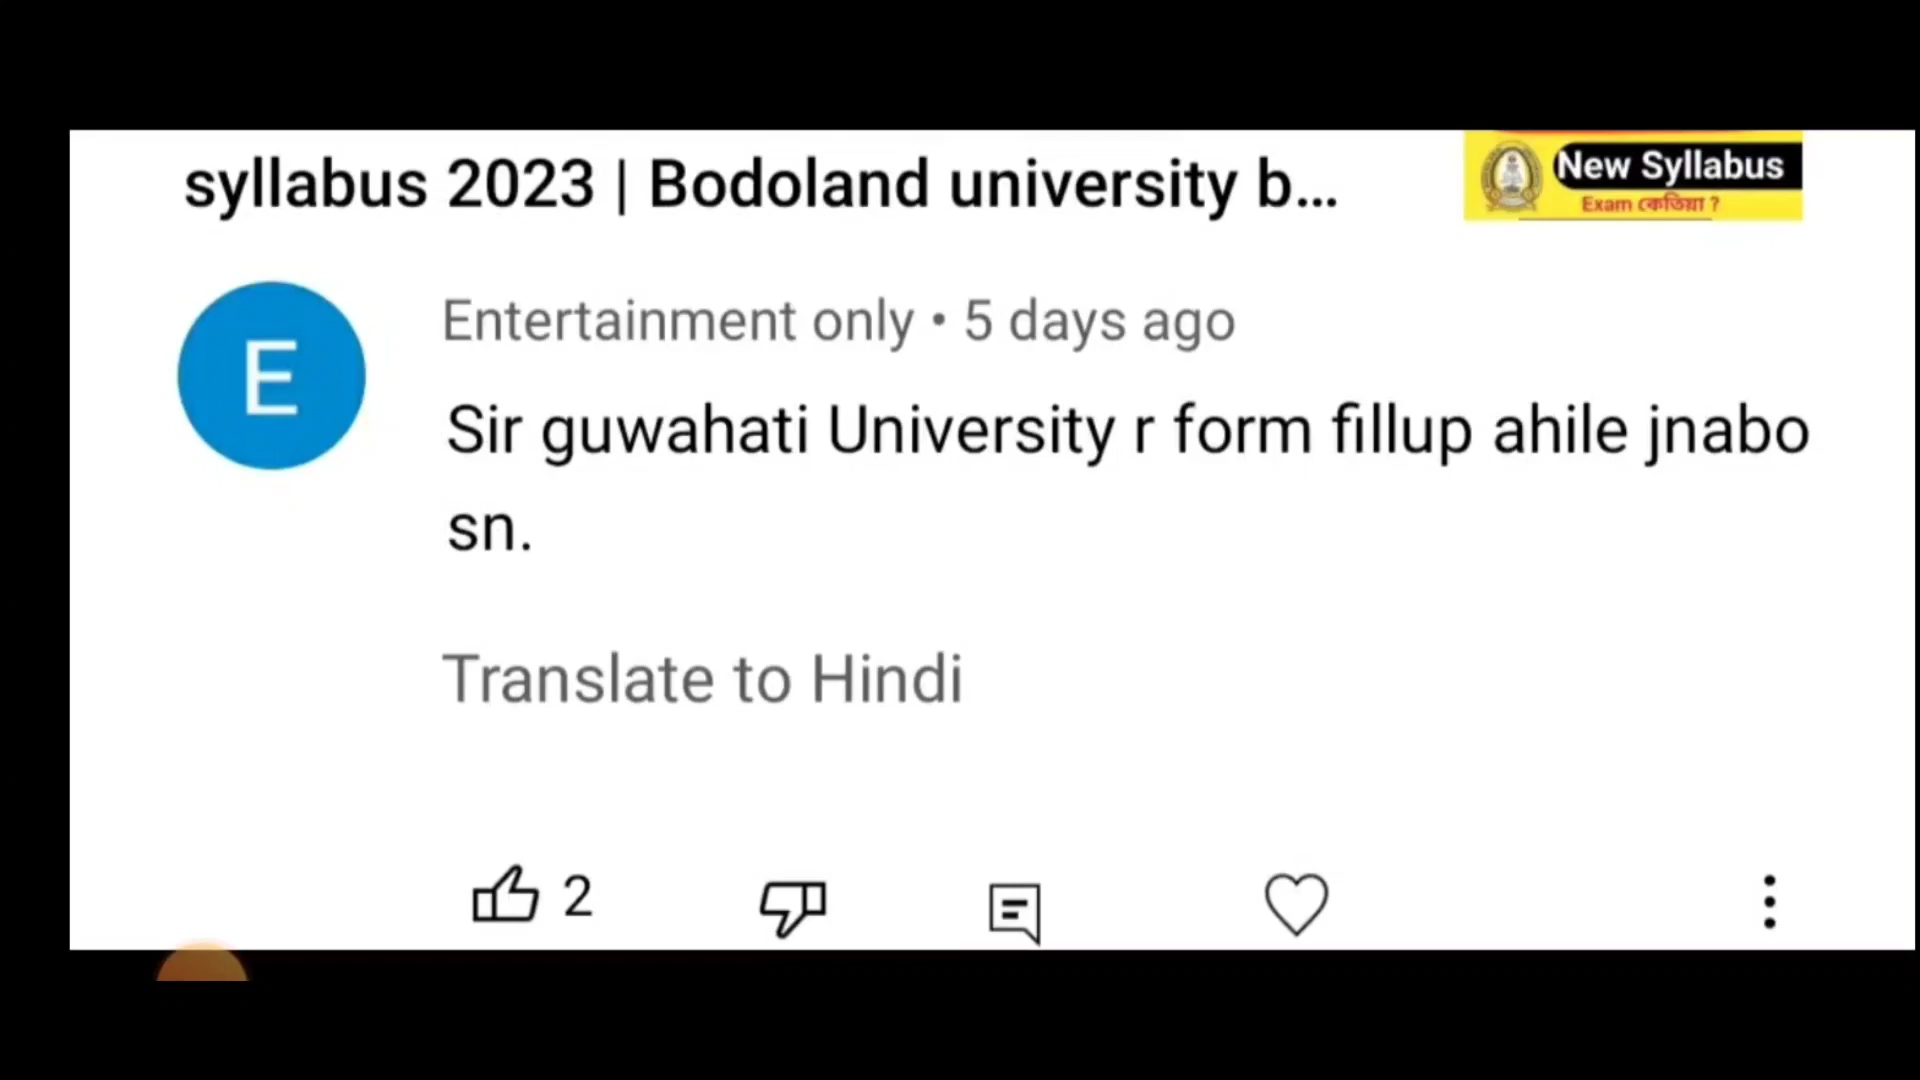 syllabus 2023 | Bodoland university b...
New Syllabus
Exam কেতিয়া ?
Entertainment only • 5 days ago
Sir guwahati University r form fillup ahile jnabo
sn.
Translate to Hindi
2